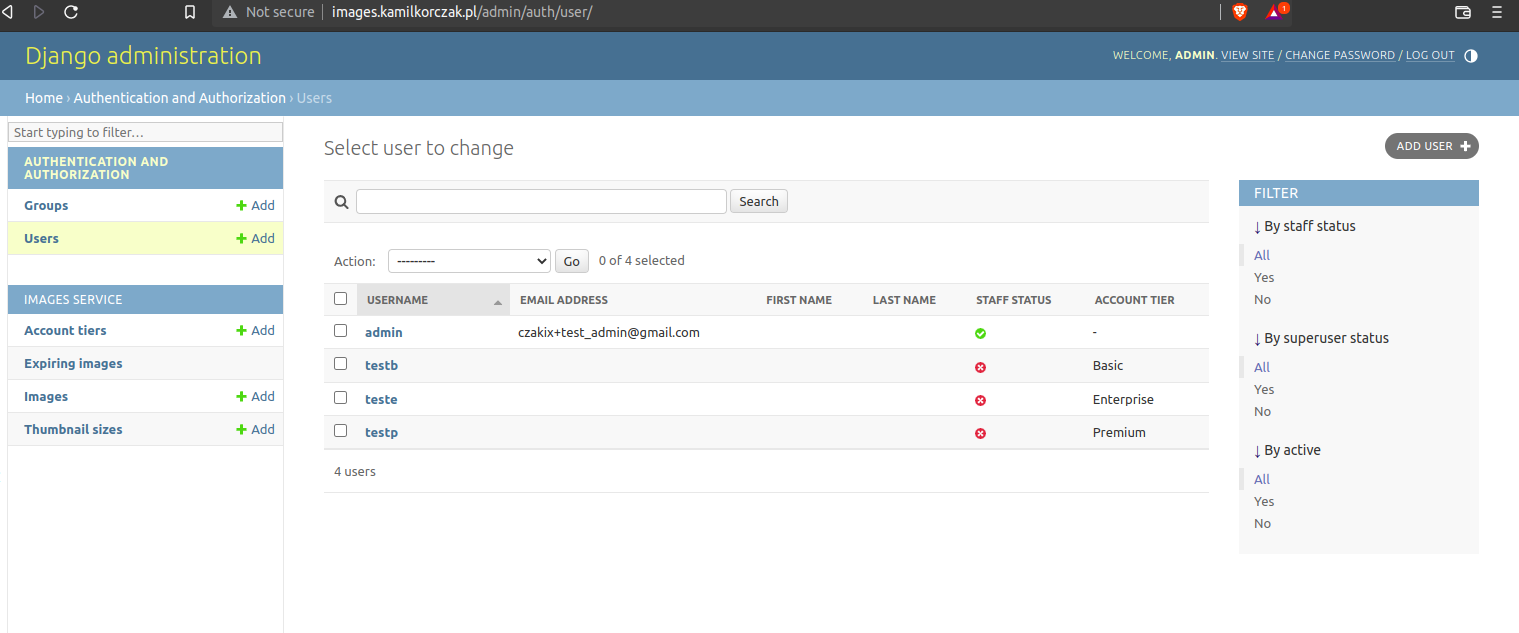 Not secure images.kamilkorczak.pl/admin/auth/user/ 1
Django administration
WELCOME, ADMIN. VIEW SITE / CHANGE PASSWORD / LOG OUT
Home › Authentication and Authorization › Users
Start typing to filter…
AUTHENTICATION AND
AUTHORIZATION
Groups Add
Users Add
IMAGES SERVICE
Account tiers Add
Expiring images
Images Add
Thumbnail sizes Add
Select user to change
ADD USER
Search
Action: --------- Go 0 of 4 selected
USERNAME EMAIL ADDRESS FIRST NAME LAST NAME STAFF STATUS ACCOUNT TIER
admin czakix+test_admin@gmail.com -
testb Basic
teste Enterprise
testp Premium
4 users
FILTER
↓ By staff status
All
Yes
No
↓ By superuser status
All
Yes
No
↓ By active
All
Yes
No